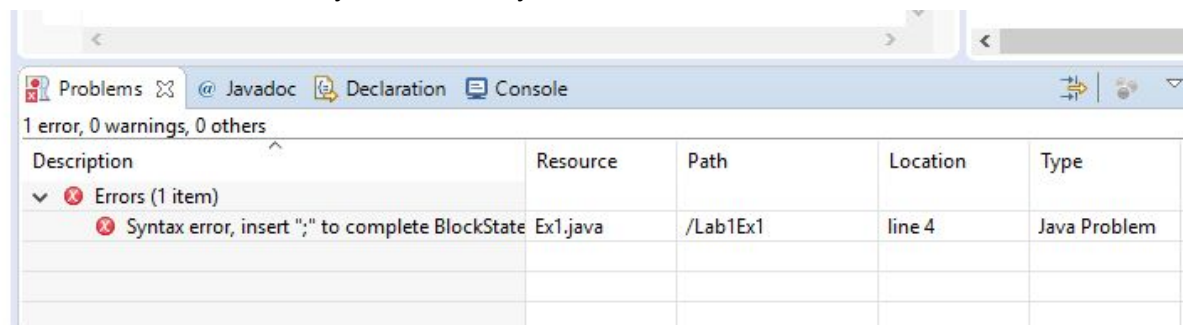 Problems @ Javadoc Declaration Console
1 error, 0 warnings, 0 others
Description Resource Path Location Type
Errors (1 item)
Syntax error, insert ";" to complete BlockState Ex1.java /Lab1Ex1 line 4 Java Problem